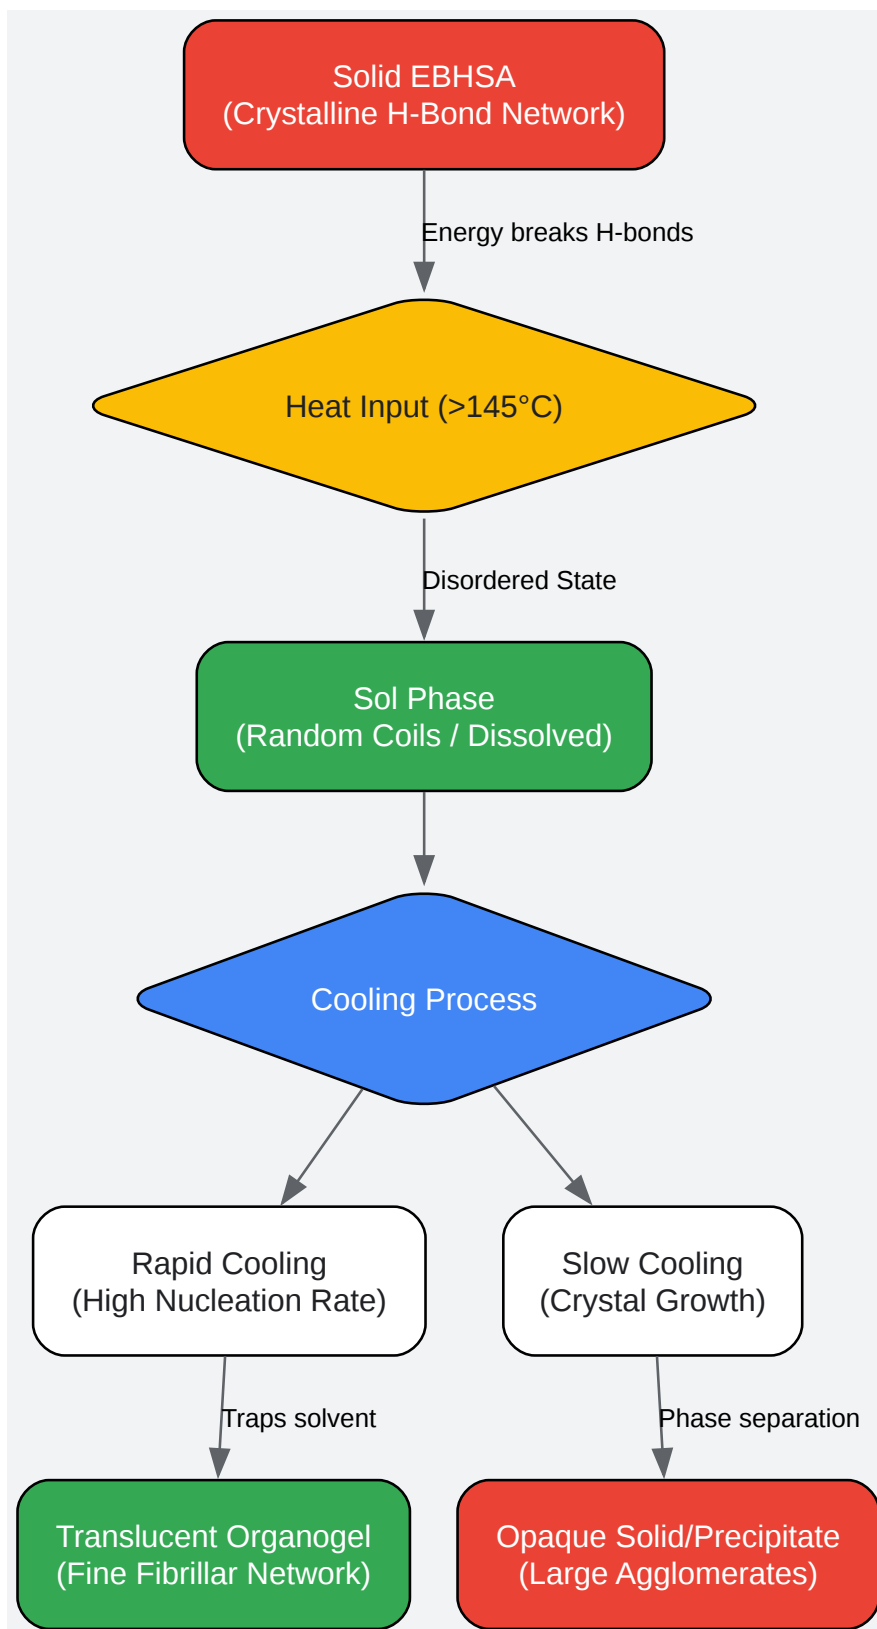 Solid EBHSA
(Crystalline H-Bond Network)
Energy breaks H-bonds
Heat Input (>145°C)
Disordered State
Sol Phase
(Random Coils / Dissolved)
Cooling Process
Rapid Cooling
(High Nucleation Rate)
Slow Cooling
(Crystal Growth)
Traps solvent
Phase separation
Translucent Organogel
(Fine Fibrillar Network)
Opaque Solid/Precipitate
(Large Agglomerates)